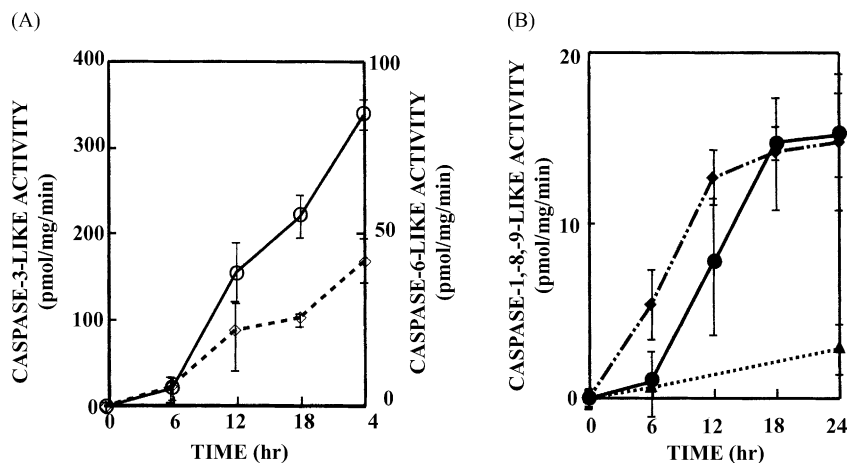 (A)
CASPASE-3-LIKE ACTIVITY
(pmol/mg/min)
400
300
200
100
0
100
50
0
CASPASE-6-LIKE ACTIVITY
(pmol/mg/min)
0 6 12 18 4
TIME (hr)
(B)
CASPASE-1,-8,-9-LIKE ACTIVITY
(pmol/mg/min)
20
10
0
0 6 12 18 24
TIME (hr)